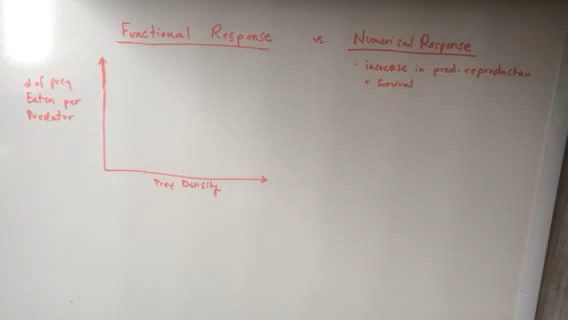 Functional Response vs. Numerical Response
- increase in pred. reproduction
+ Survival
# of prey
Eaten per
Predator
Prey Density